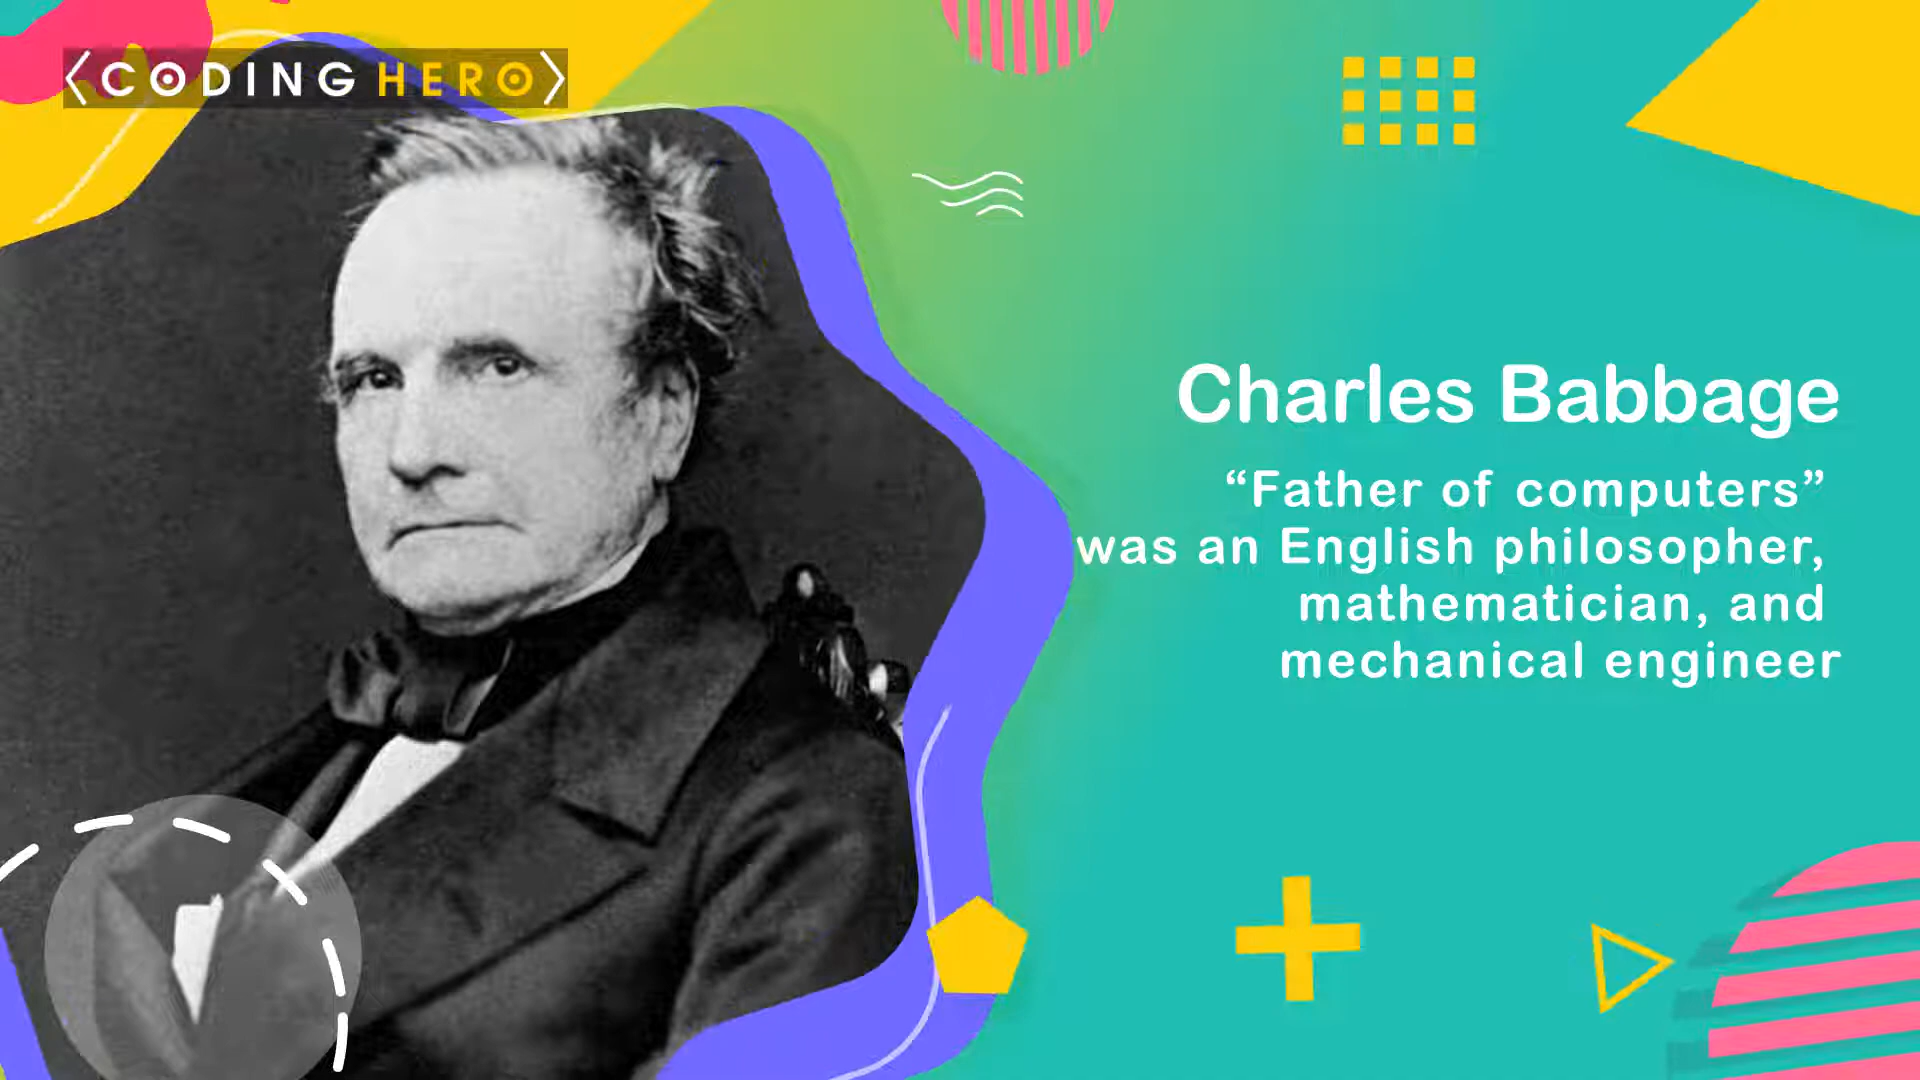 CODING HERO
Charles Babbage
“Father of computers”
was an English philosopher,
mathematician, and
mechanical engineer